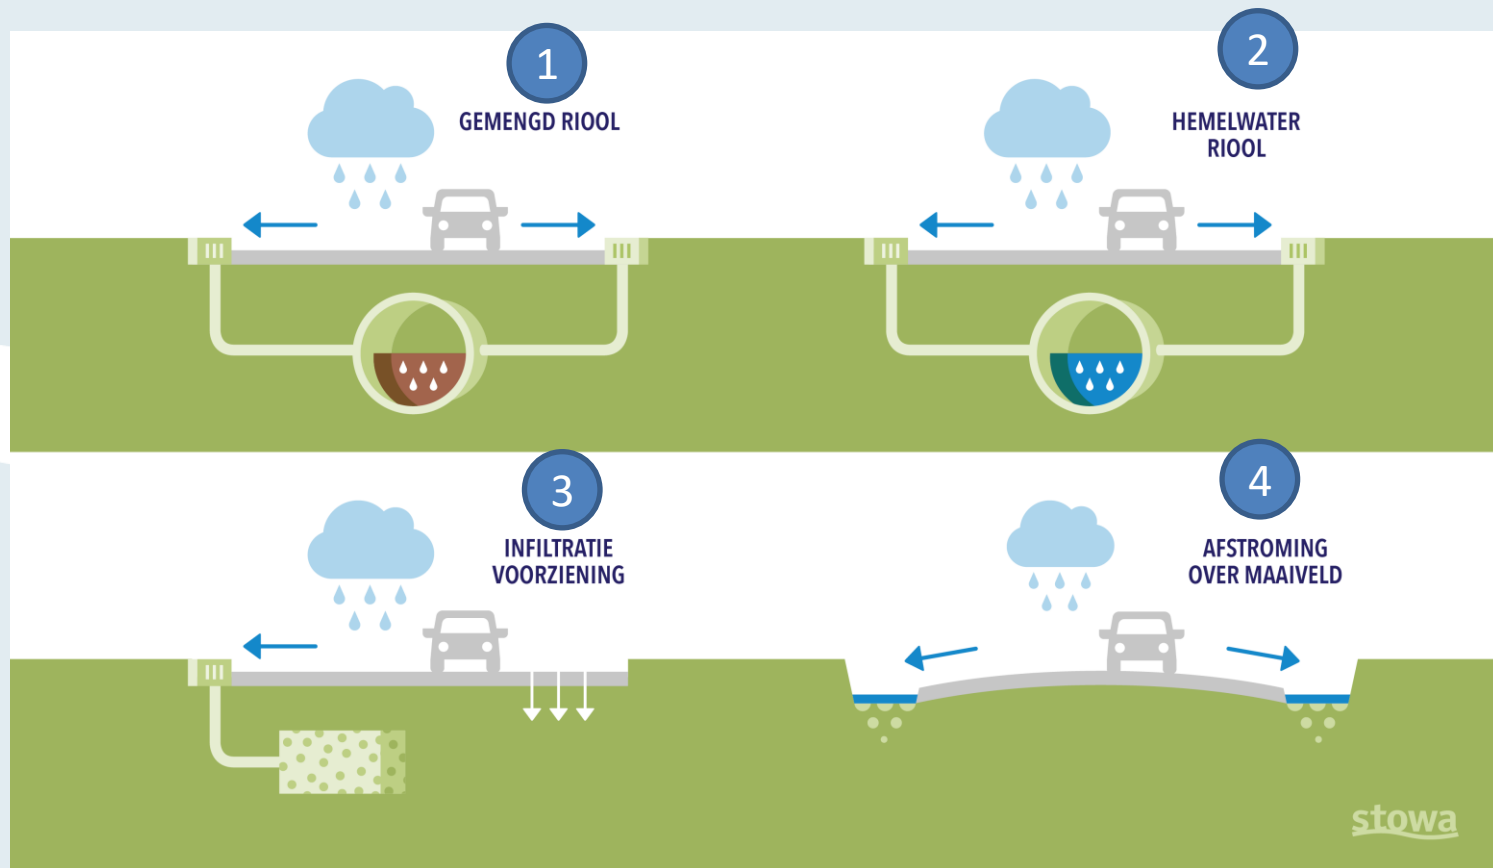 1
GEMENGD RIOOL
2
HEMELWATER
RIOOL
3
INFILTRATIE
VOORZIENING
4
AFSTROMING
OVER MAAIVELD
stowa